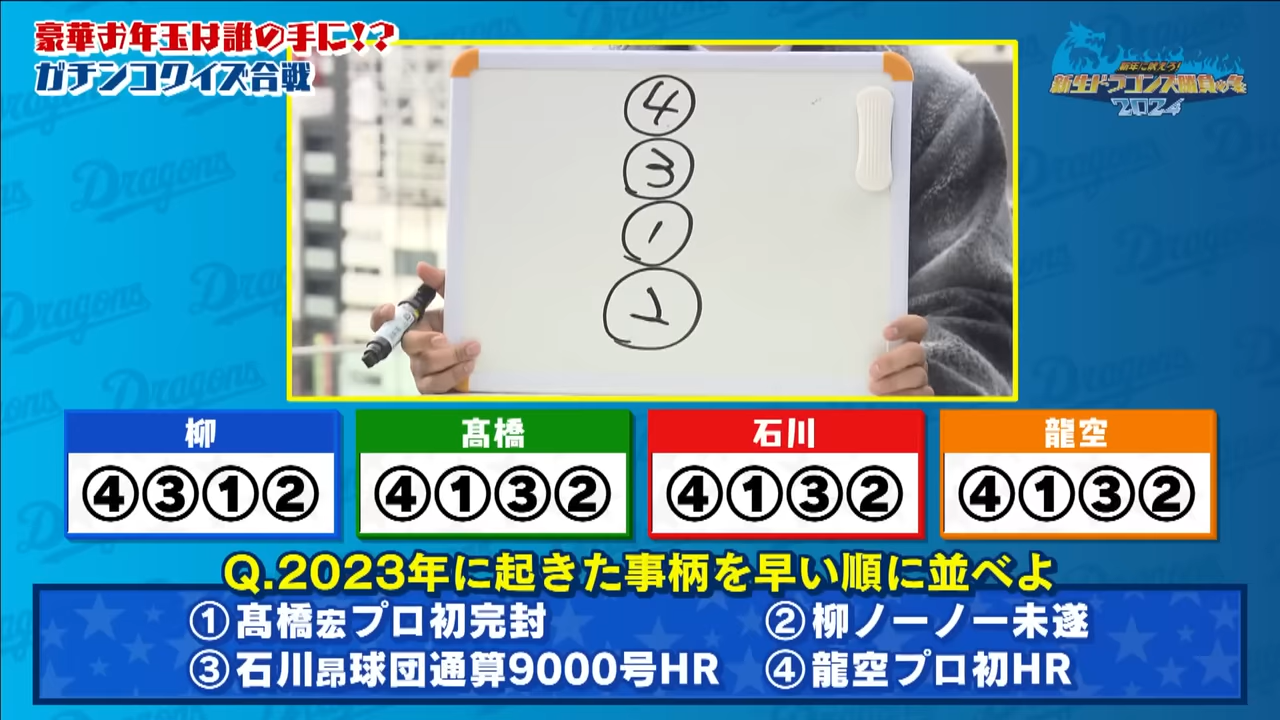 豪華お年玉は誰の手に!?
ガチンコクイズ合戦
新年に吠えろ!
新生ドラゴンズ勝負の冬
2024
④
③
①
②
柳
髙橋
石川
龍空
④③①②
④①③②
④①③②
④①③②
Q.2023年に起きた事柄を早い順に並べよ
①髙橋宏プロ初完封
②柳ノーノー未遂
③石川昂球団通算9000号HR
④龍空プロ初HR
Dragons
Dragons
Dragons
Dragons